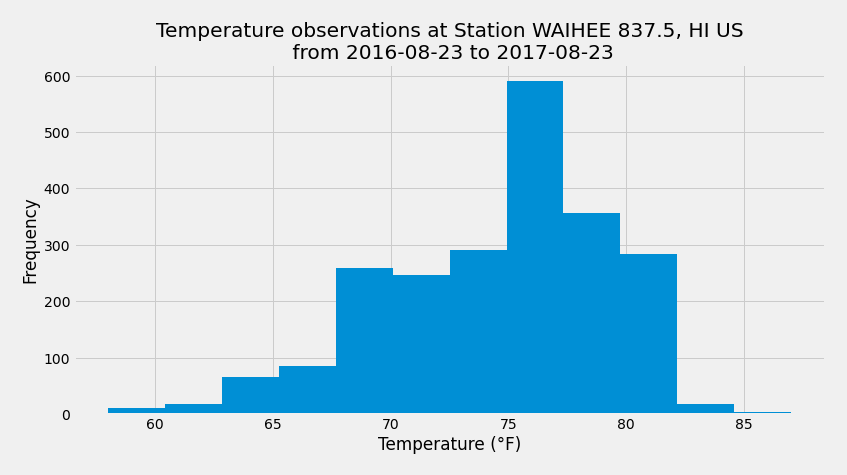 Temperature observations at Station WAIHEE 837.5, HI US
from 2016-08-23 to 2017-08-23
600
500
400
300
200
100
0
Frequency
60 65 70 75 80 85
Temperature (°F)